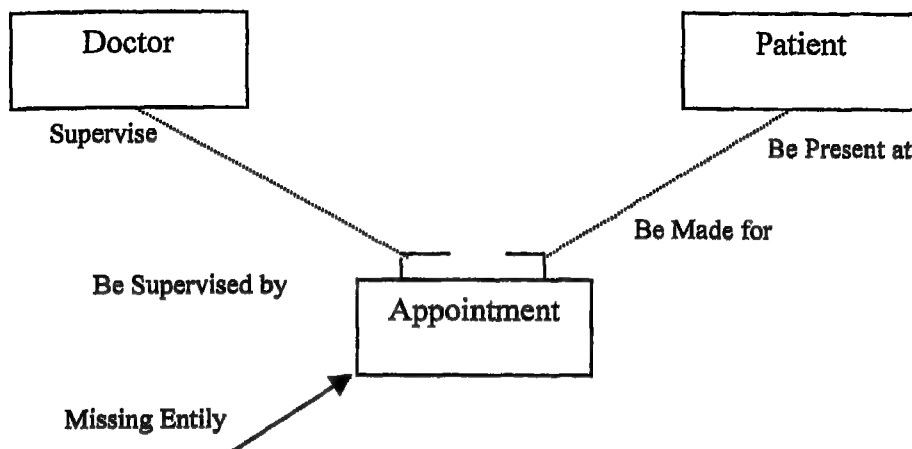 Doctor
Patient
Supervise
Be Present at
Be Made for
Be Supervised by
Appointment
Missing Entily